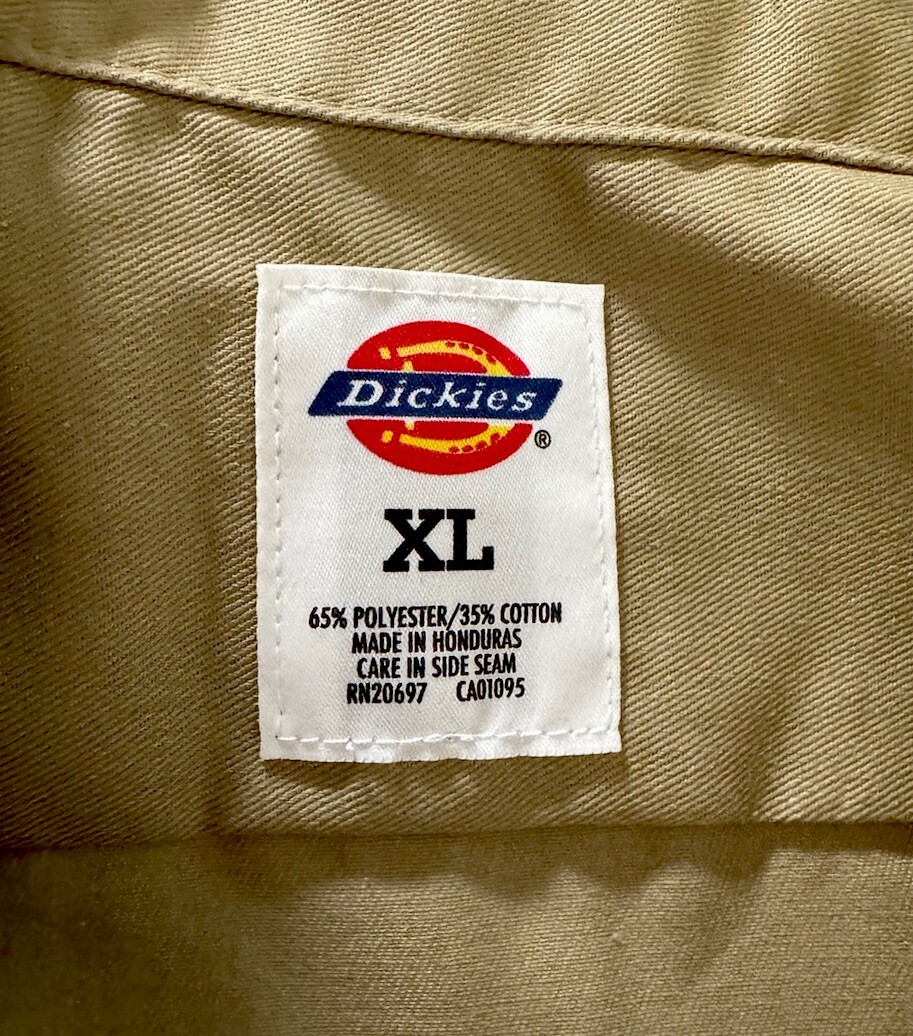 Dickies
®
XL
65% POLYESTER/35% COTTON
MADE IN HONDURAS
CARE IN SIDE SEAM
RN20697 CA01095